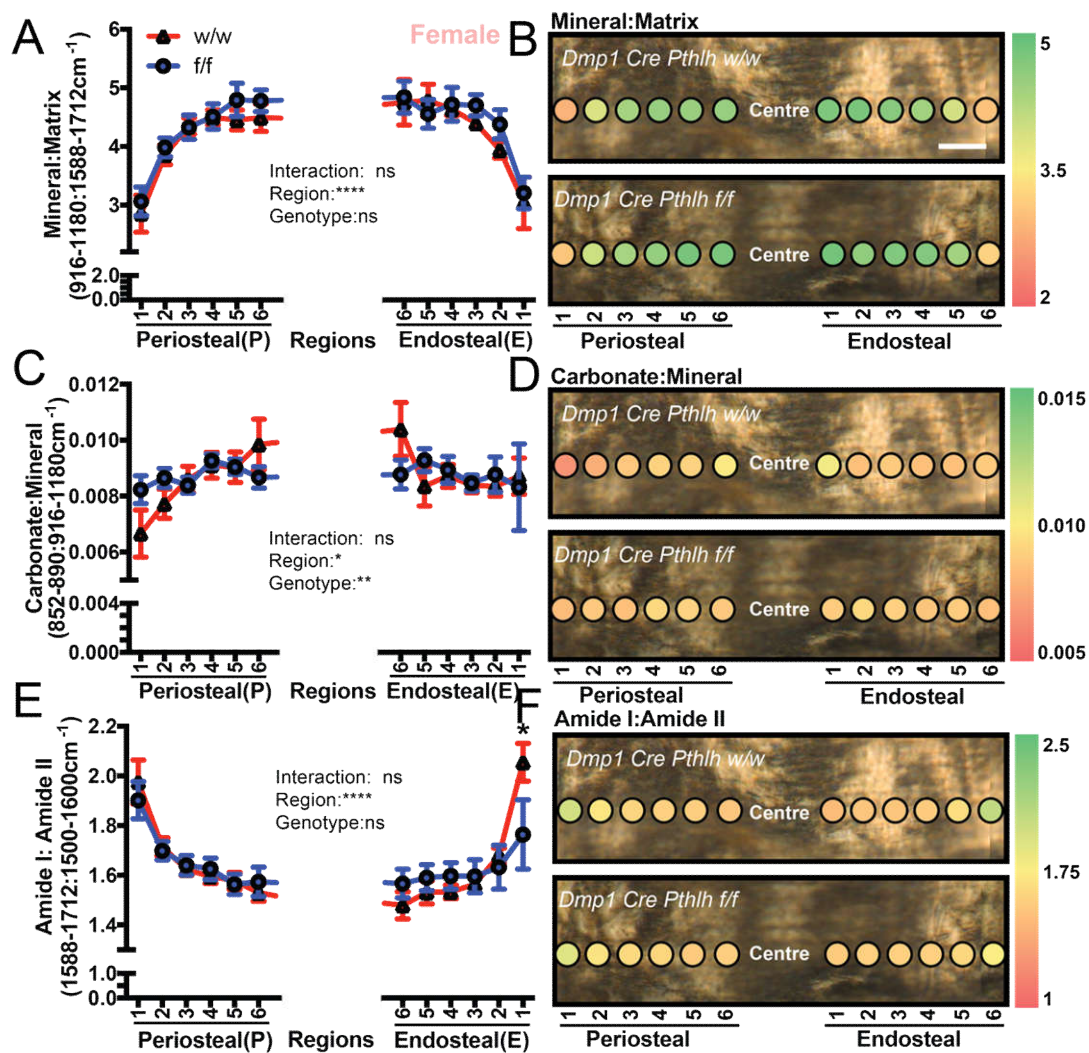 A
Female
w/w
f/f
Mineral:Matrix
(916-1180:1588-1712cm-1)
6
5
4
3
2.0
0.0
Interaction: ns
Region:****
Genotype:ns
1 2 3 4 5 6
6 5 4 3 2 1
Periosteal(P) Regions Endosteal(E)
B
Mineral:Matrix
Dmp1 Cre Pthlh w/w
Centre
Dmp1 Cre Pthlh f/f
Centre
1 2 3 4 5 6
1 2 3 4 5 6
Periosteal Endosteal
5
3.5
2
C
Carbonate:Mineral
(852-890:916-1180cm-1)
0.012
0.010
0.008
0.006
0.004
0.000
Interaction: ns
Region:*
Genotype:**
1 2 3 4 5 6
6 5 4 3 2 1
Periosteal(P) Regions Endosteal(E)
D
Carbonate:Mineral
Dmp1 Cre Pthlh w/w
Centre
Dmp1 Cre Pthlh f/f
Centre
1 2 3 4 5 6
1 2 3 4 5 6
Periosteal Endosteal
0.015
0.010
0.005
E
Amide I: Amide II
(1588-1712:1500-1600cm-1)
2.2
2.0
1.8
1.6
1.4
1.0
0.0
Interaction: ns
Region:****
Genotype:ns
*
1 2 3 4 5 6
6 5 4 3 2 1
Periosteal(P) Regions Endosteal(E)
F
Amide I:Amide II
Dmp1 Cre Pthlh w/w
Centre
Dmp1 Cre Pthlh f/f
Centre
1 2 3 4 5 6
1 2 3 4 5 6
Periosteal Endosteal
2.5
1.75
1